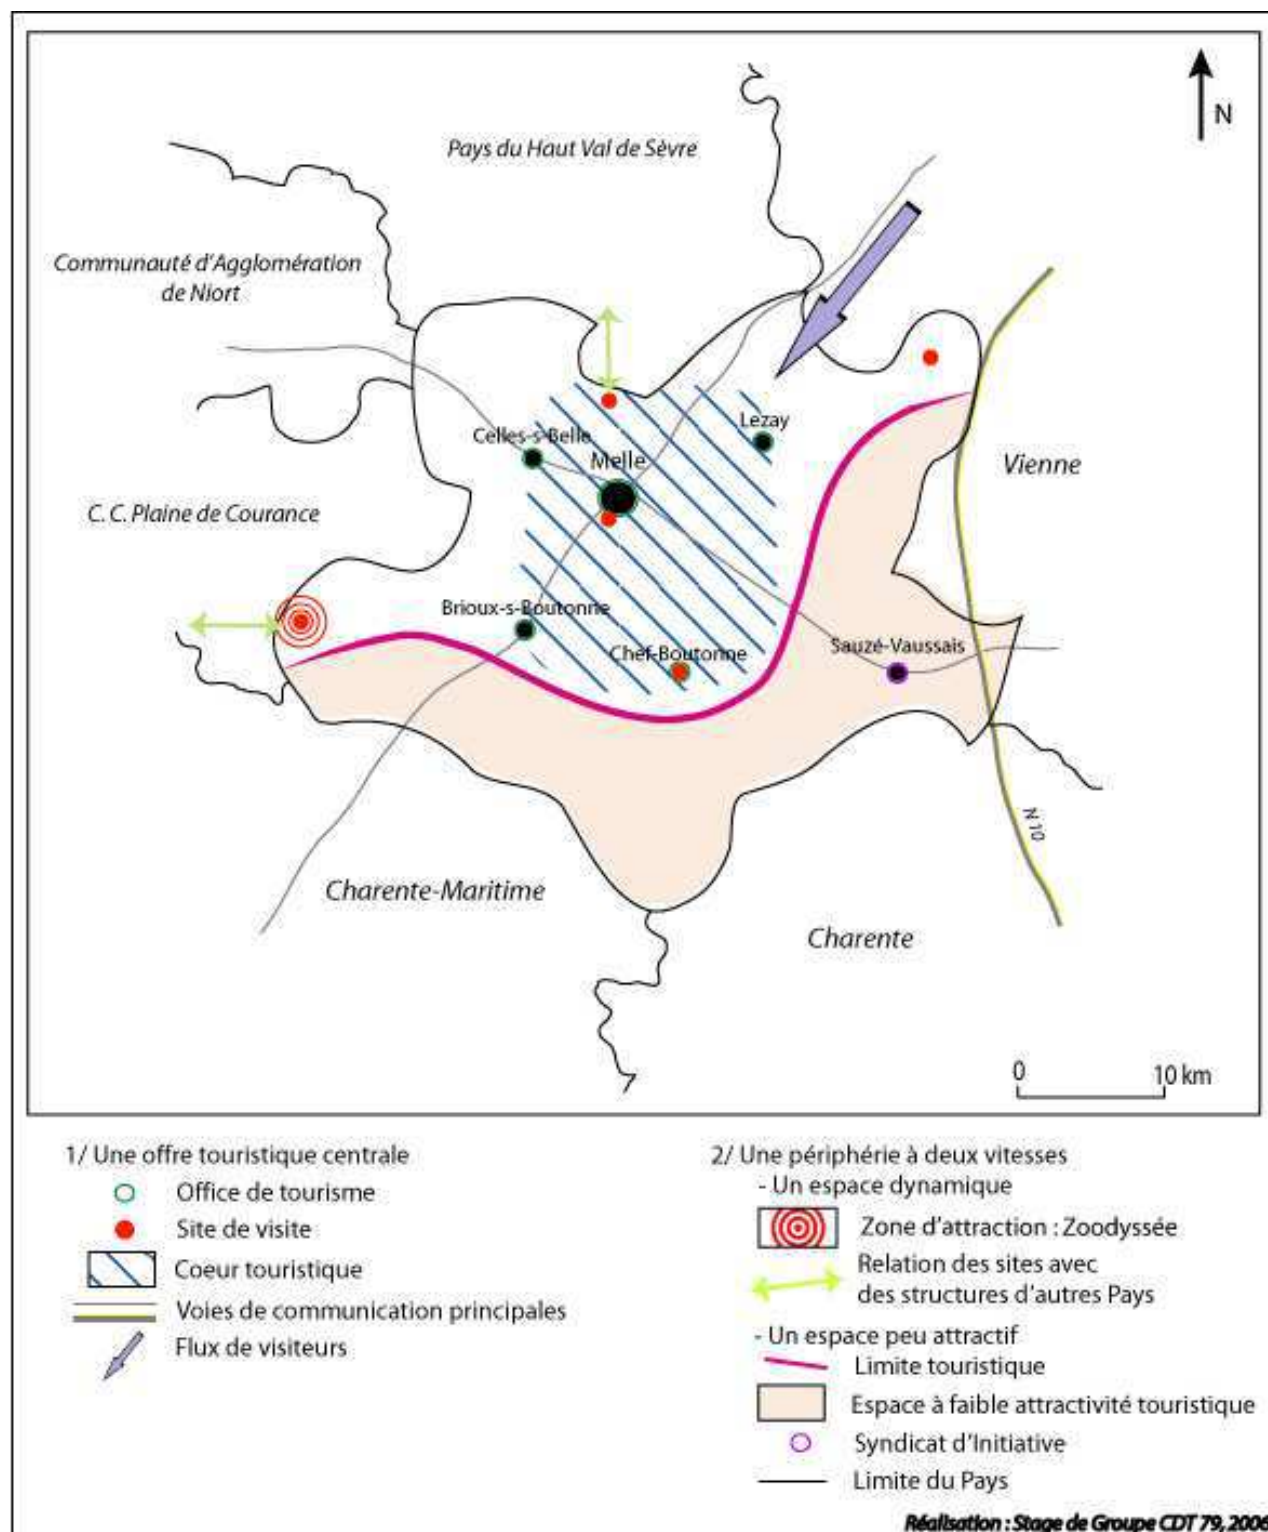 N
Pays du Haut Val de Sèvre
Communauté d'Agglomération
de Niort
Lezay
Celles-s-Belle
Melle
Vienne
C. C. Plaine de Courance
Brioux-s-Boutonne
Chef-Boutonne
Sauzé-Vaussais
N 10
Charente-Maritime
Charente
0 10 km
1/ Une offre touristique centrale
Office de tourisme
Site de visite
Coeur touristique
Voies de communication principales
Flux de visiteurs
2/ Une périphérie à deux vitesses
- Un espace dynamique
Zone d'attraction : Zoodyssée
Relation des sites avec
des structures d'autres Pays
- Un espace peu attractif
Limite touristique
Espace à faible attractivité touristique
Syndicat d'Initiative
Limite du Pays
Réalisation : Stage de Groupe CDT 79, 2006